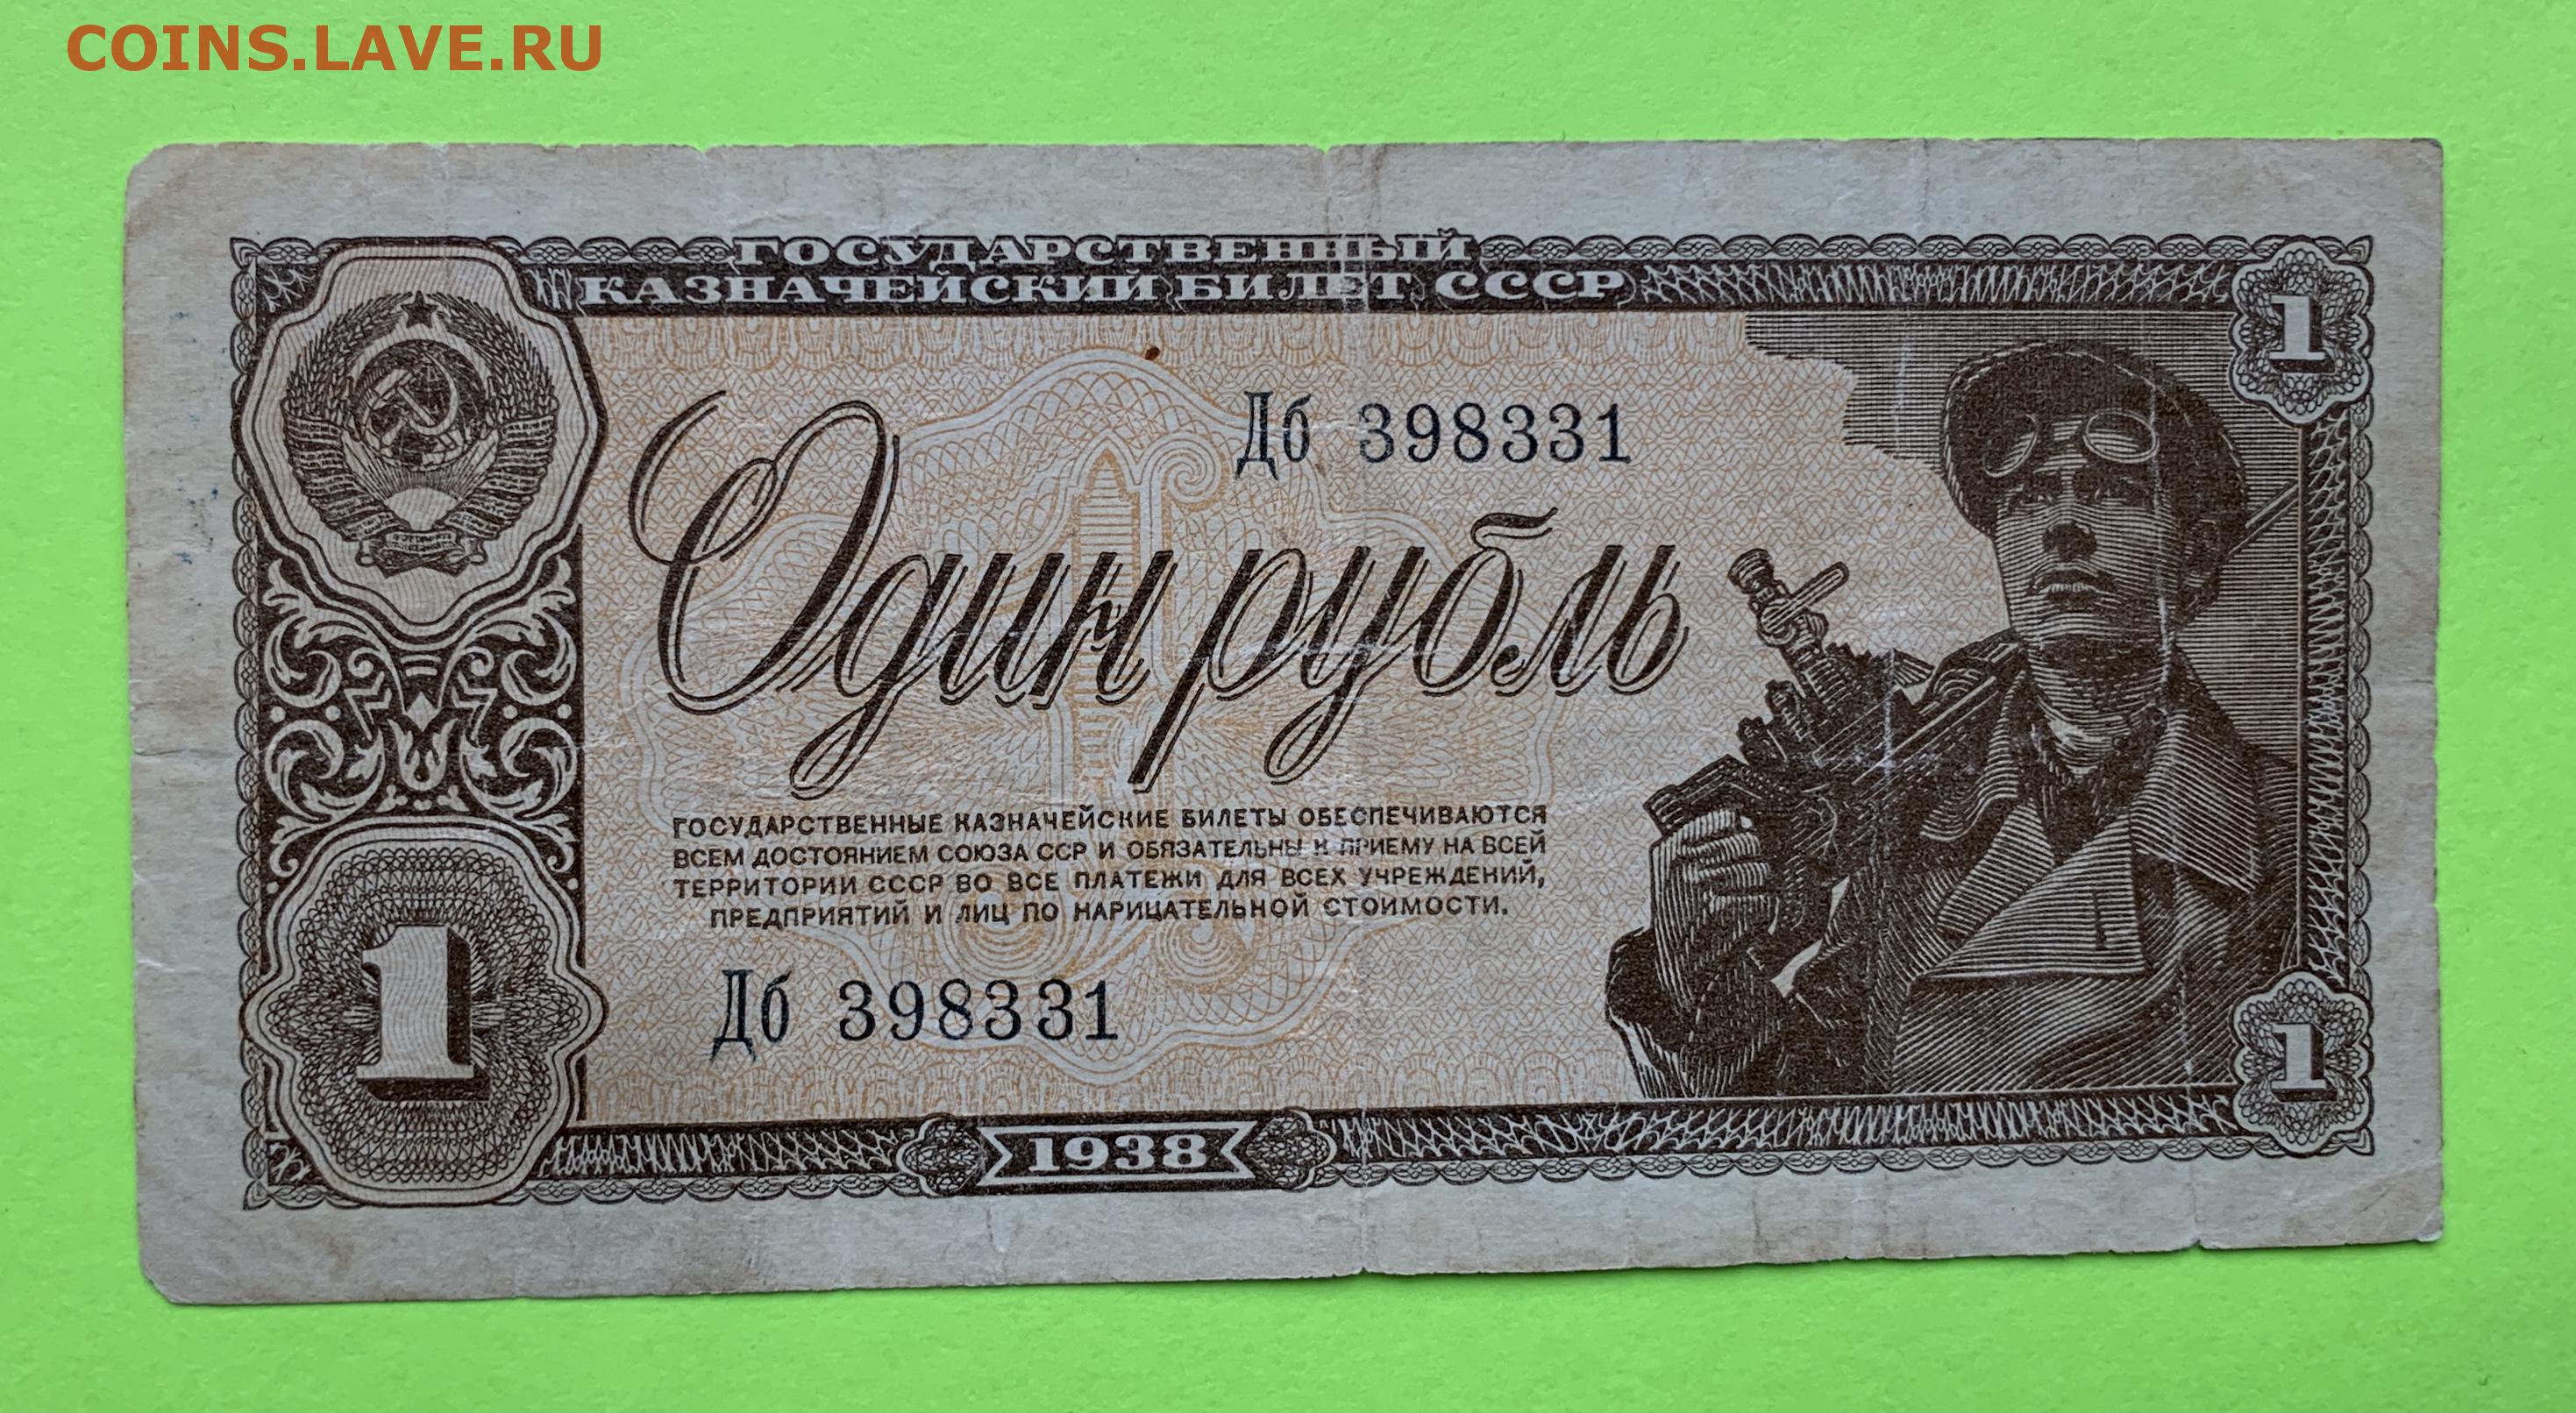 COINS.LAVE.RU
ГОСУДАРСТВЕННЫЙ
КАЗНАЧЕЙСКИЙ БИЛЕТ СССР
1
Дб 398331
Один рубль
ГОСУДАРСТВЕННЫЕ КАЗНАЧЕЙСКИЕ БИЛЕТЫ ОБЕСПЕЧИВАЮТСЯ
ВСЕМ ДОСТОЯНИЕМ СОЮЗА ССР И ОБЯЗАТЕЛЬНЫ К ПРИЕМУ НА ВСЕЙ
ТЕРРИТОРИИ СССР ВО ВСЕ ПЛАТЕЖИ ДЛЯ ВСЕХ УЧРЕЖДЕНИЙ,
ПРЕДПРИЯТИЙ И ЛИЦ ПО НАРИЦАТЕЛЬНОЙ СТОИМОСТИ.
1
Дб 398331
1
1938